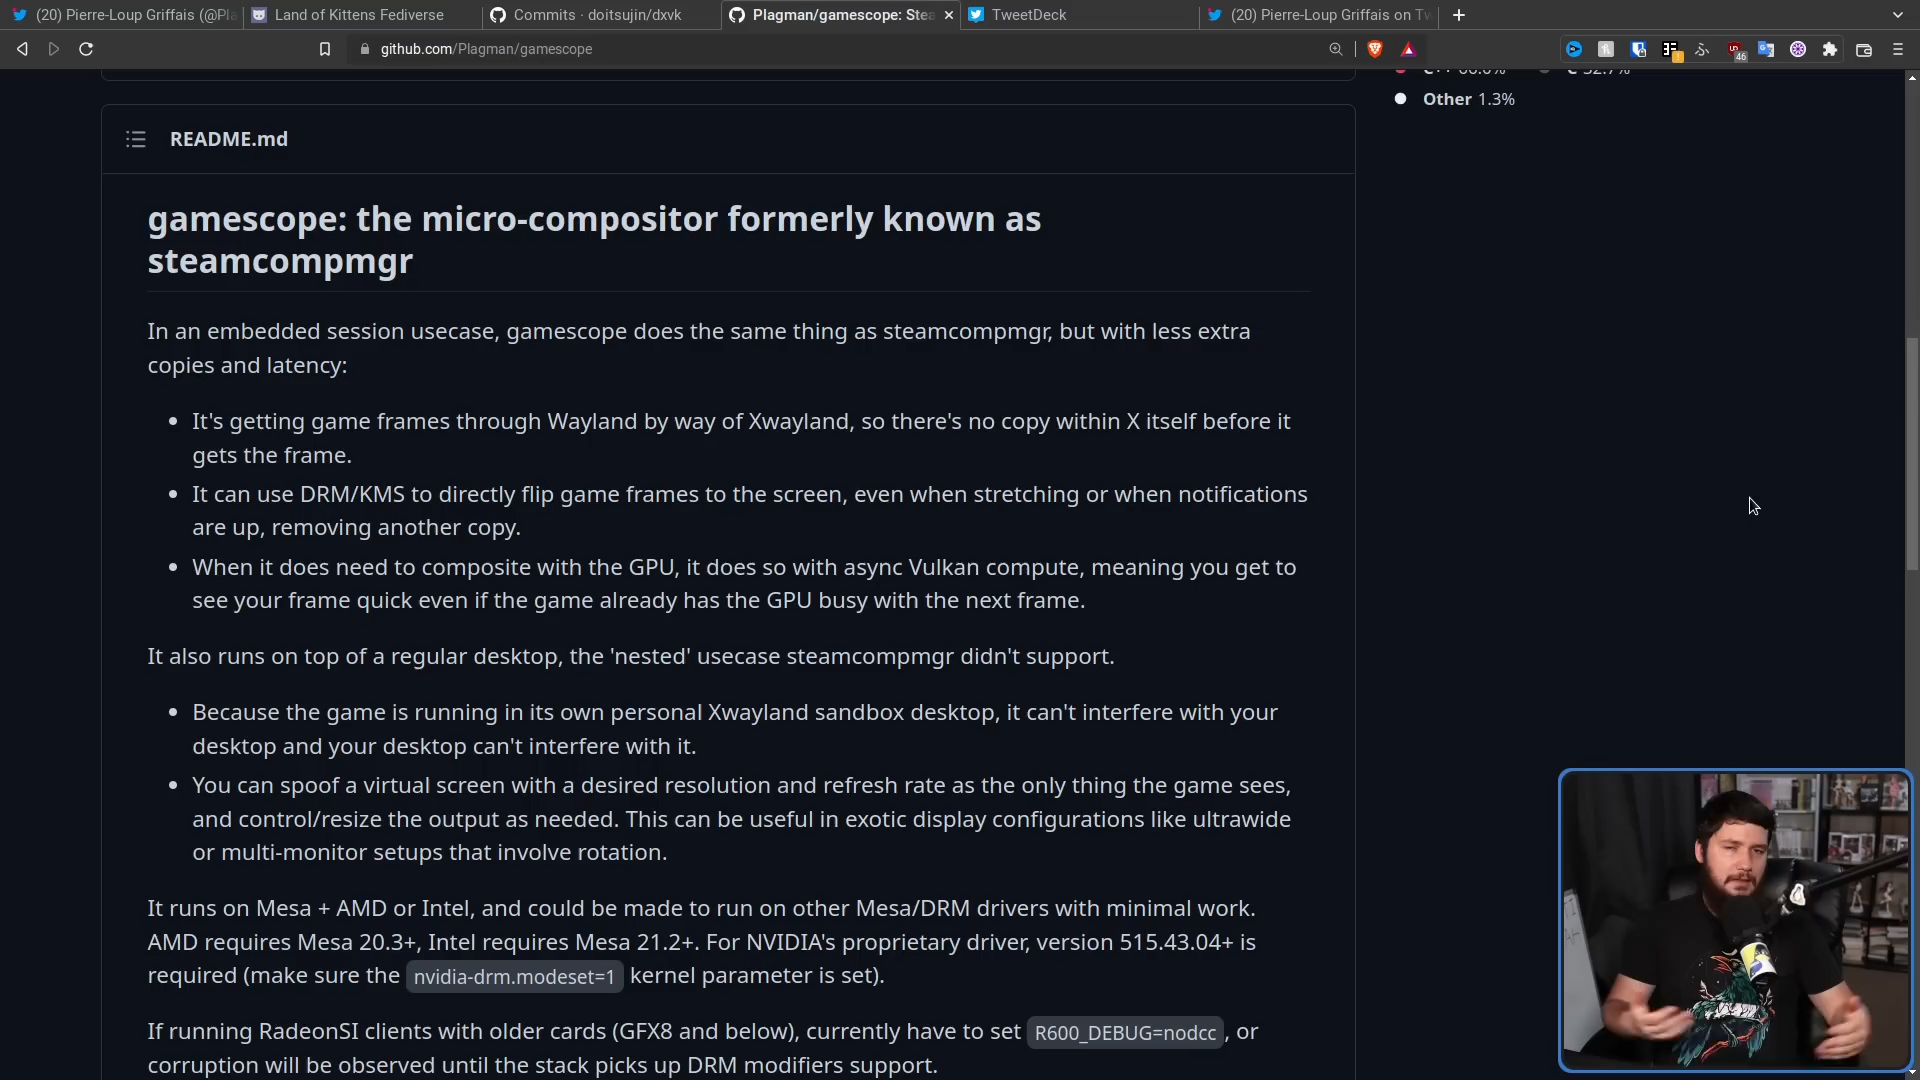 (20) Pierre-Loup Griffais (@Pla
Land of Kittens Fediverse
Commits · doitsujin/dxvk
Plagman/gamescope: Stea
TweetDeck
(20) Pierre-Loup Griffais on Tw
github.com/Plagman/gamescope
46
Other 1.3%
README.md
gamescope: the micro-compositor formerly known as
steamcompmgr
In an embedded session usecase, gamescope does the same thing as steamcompmgr, but with less extra
copies and latency:
It's getting game frames through Wayland by way of Xwayland, so there's no copy within X itself before it
gets the frame.
It can use DRM/KMS to directly flip game frames to the screen, even when stretching or when notifications
are up, removing another copy.
When it does need to composite with the GPU, it does so with async Vulkan compute, meaning you get to
see your frame quick even if the game already has the GPU busy with the next frame.
It also runs on top of a regular desktop, the 'nested' usecase steamcompmgr didn't support.
Because the game is running in its own personal Xwayland sandbox desktop, it can't interfere with your
desktop and your desktop can't interfere with it.
You can spoof a virtual screen with a desired resolution and refresh rate as the only thing the game sees,
and control/resize the output as needed. This can be useful in exotic display configurations like ultrawide
or multi-monitor setups that involve rotation.
It runs on Mesa + AMD or Intel, and could be made to run on other Mesa/DRM drivers with minimal work.
AMD requires Mesa 20.3+, Intel requires Mesa 21.2+. For NVIDIA's proprietary driver, version 515.43.04+ is
required (make sure the nvidia-drm.modeset=1 kernel parameter is set).
If running RadeonSI clients with older cards (GFX8 and below), currently have to set R600_DEBUG=nodcc, or
corruption will be observed until the stack picks up DRM modifiers support.